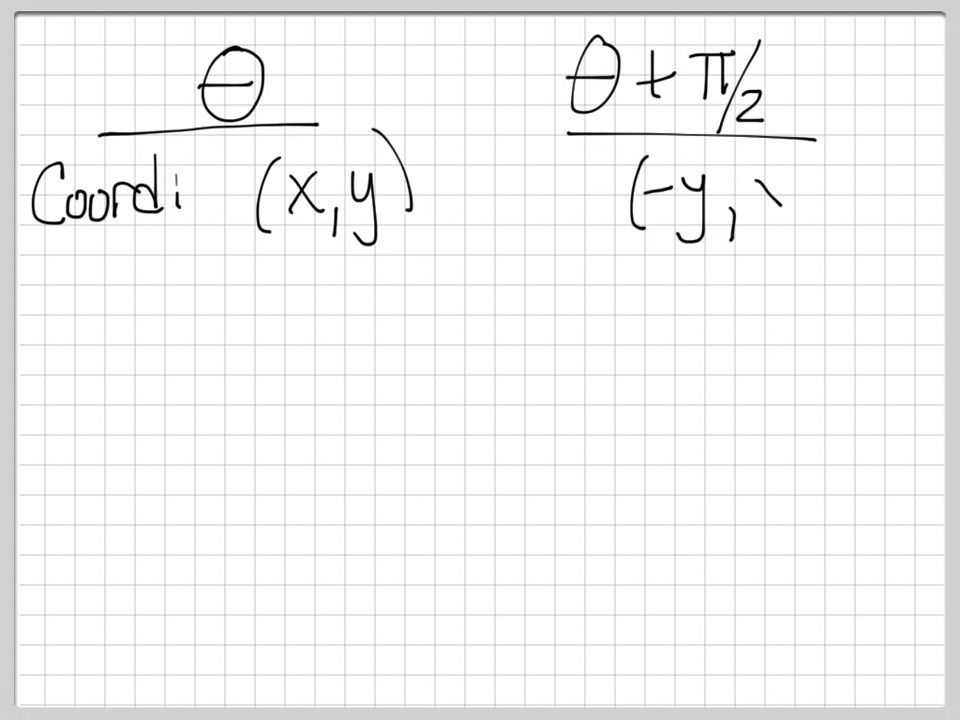 θ θ + π/2
Coordi (x, y) (-y,